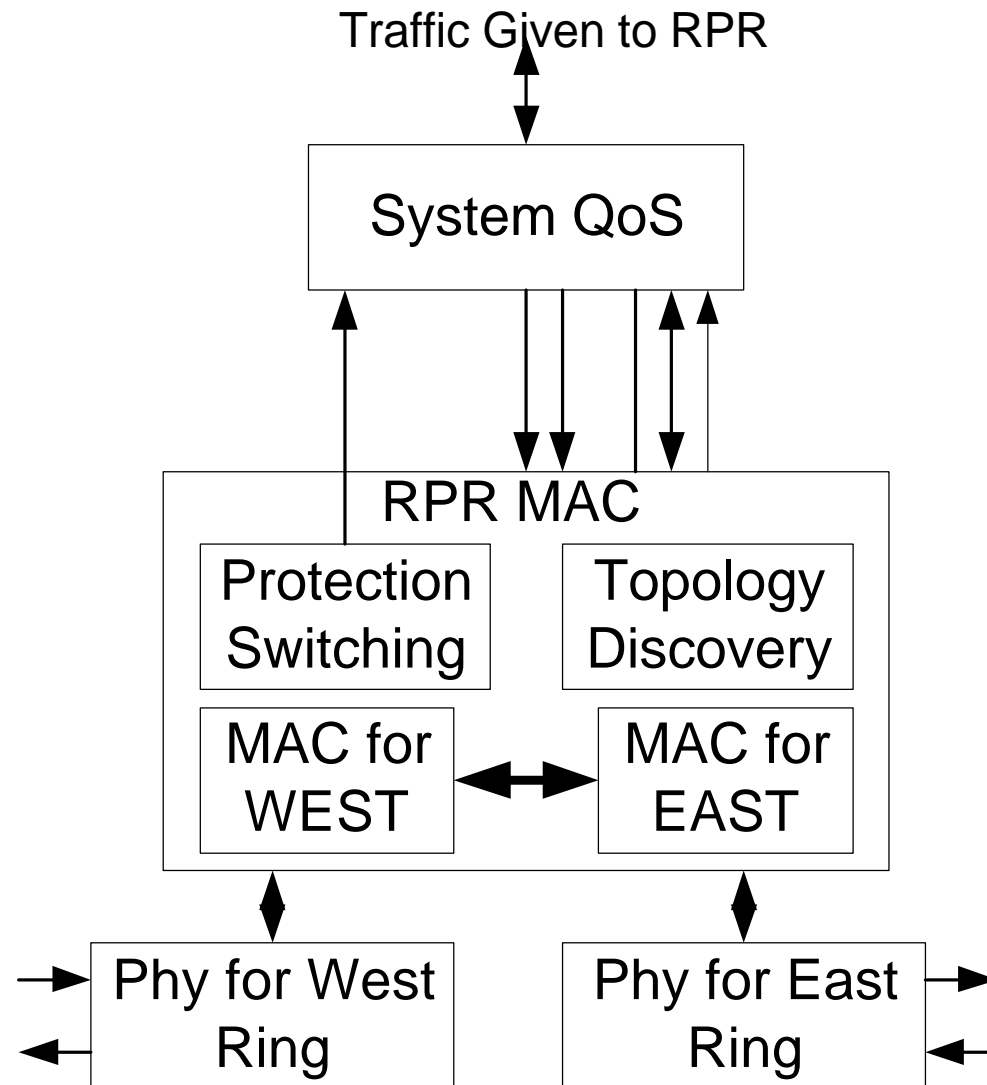 Traffic Given to RPR
System QoS
RPR MAC
Protection
Switching
Topology
Discovery
MAC for
WEST
MAC for
EAST
Phy for West
Ring
Phy for East
Ring